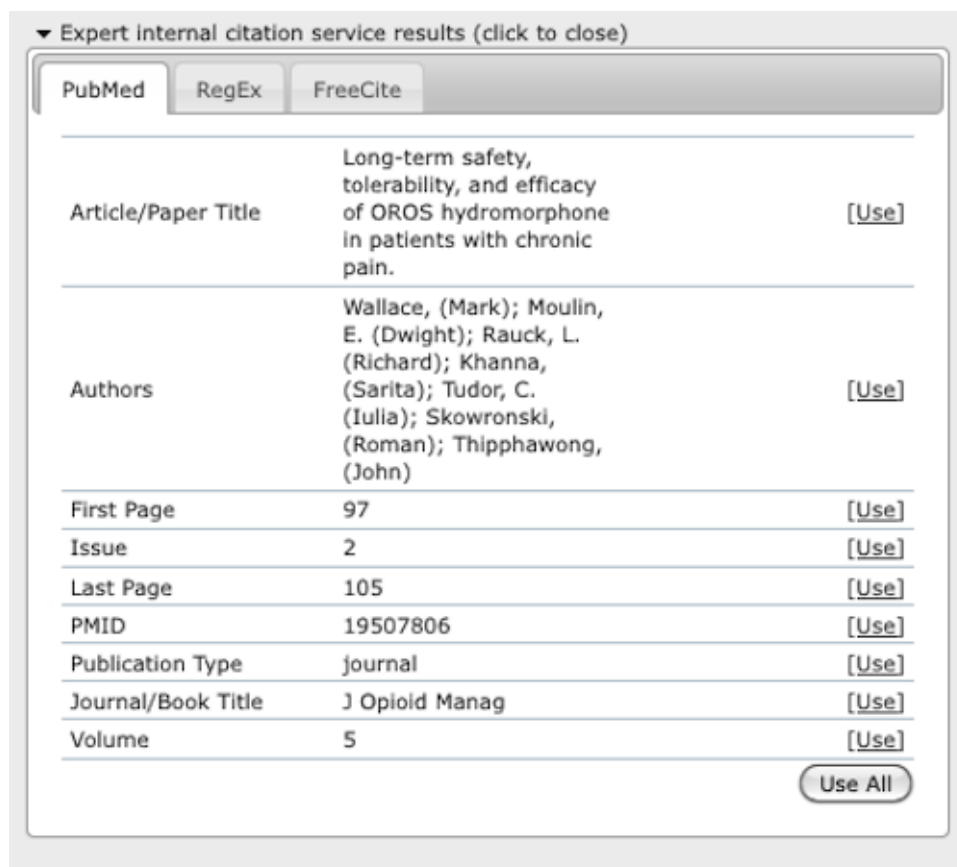 ▼ Expert internal citation service results (click to close)
PubMed RegEx FreeCite
Long-term safety,
tolerability, and efficacy
Article/Paper Title of OROS hydromorphone [Use]
in patients with chronic
pain.
Wallace, (Mark); Moulin,
E. (Dwight); Rauck, L.
(Richard); Khanna,
Authors (Sarita); Tudor, C. [Use]
(Iulia); Skowronski,
(Roman); Thipphawong,
(John)
First Page 97 [Use]
Issue 2 [Use]
Last Page 105 [Use]
PMID 19507806 [Use]
Publication Type journal [Use]
Journal/Book Title J Opioid Manag [Use]
Volume 5 [Use]
Use All